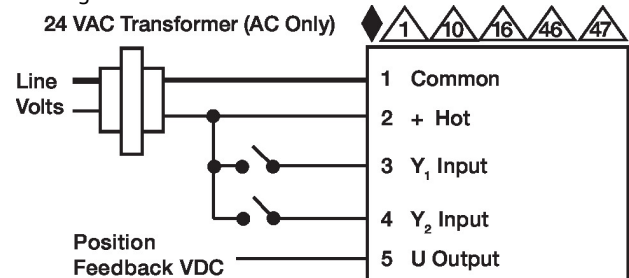 24 VAC Transformer (AC Only)
1 10 16 46 47
Line
Volts
1 Common
2 + Hot
3 Y₁ Input
4 Y₂ Input
Position
Feedback VDC
5 U Output